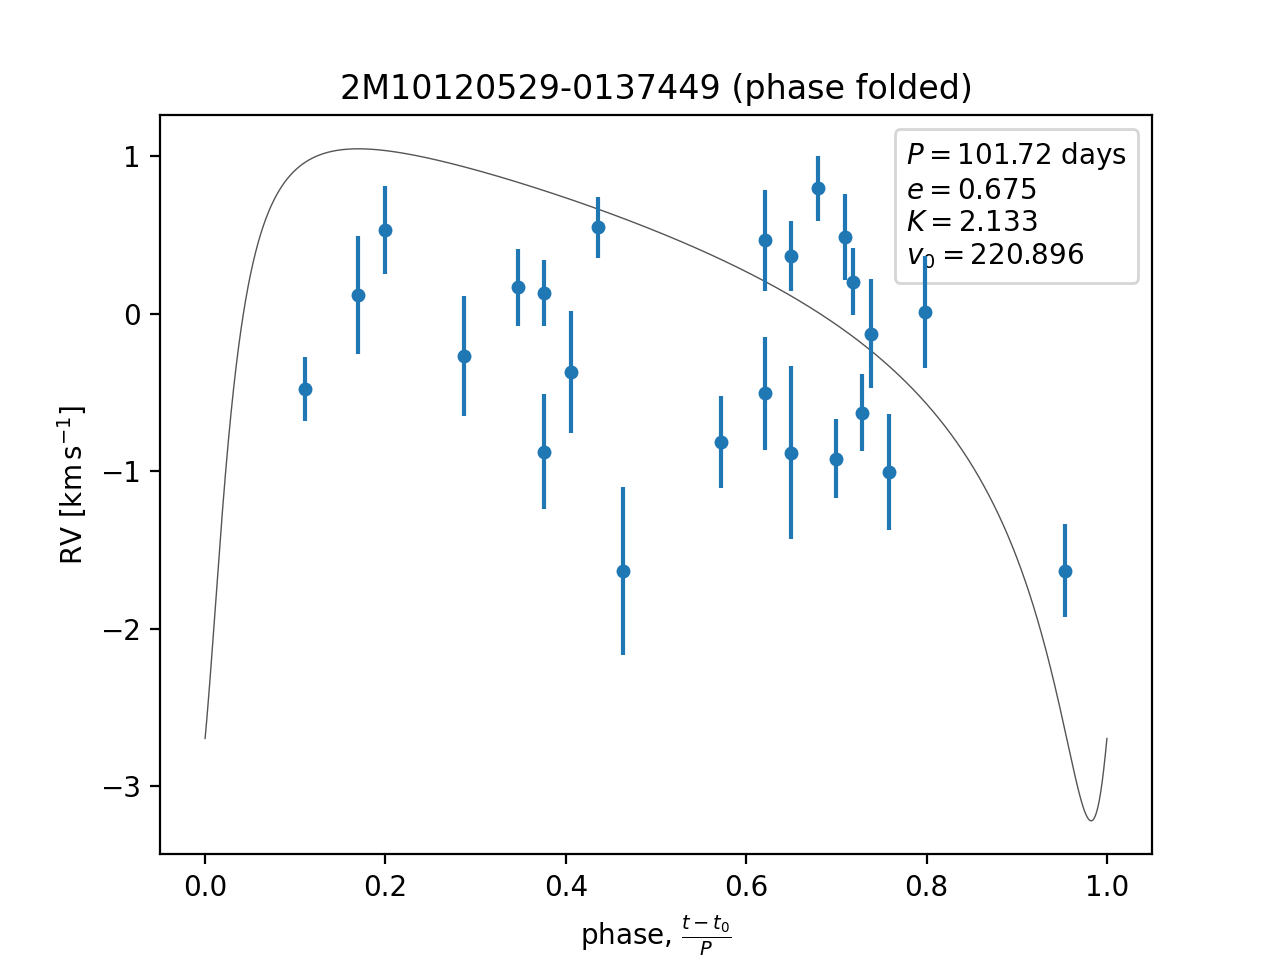 2M10120529-0137449 (phase folded)
P = 101.72 days
e = 0.675
K = 2.133
v₀ = 220.896
1
0
−1
−2
−3
RV [km s⁻¹]
0.0 0.2 0.4 0.6 0.8 1.0
phase, (t − t₀)/P